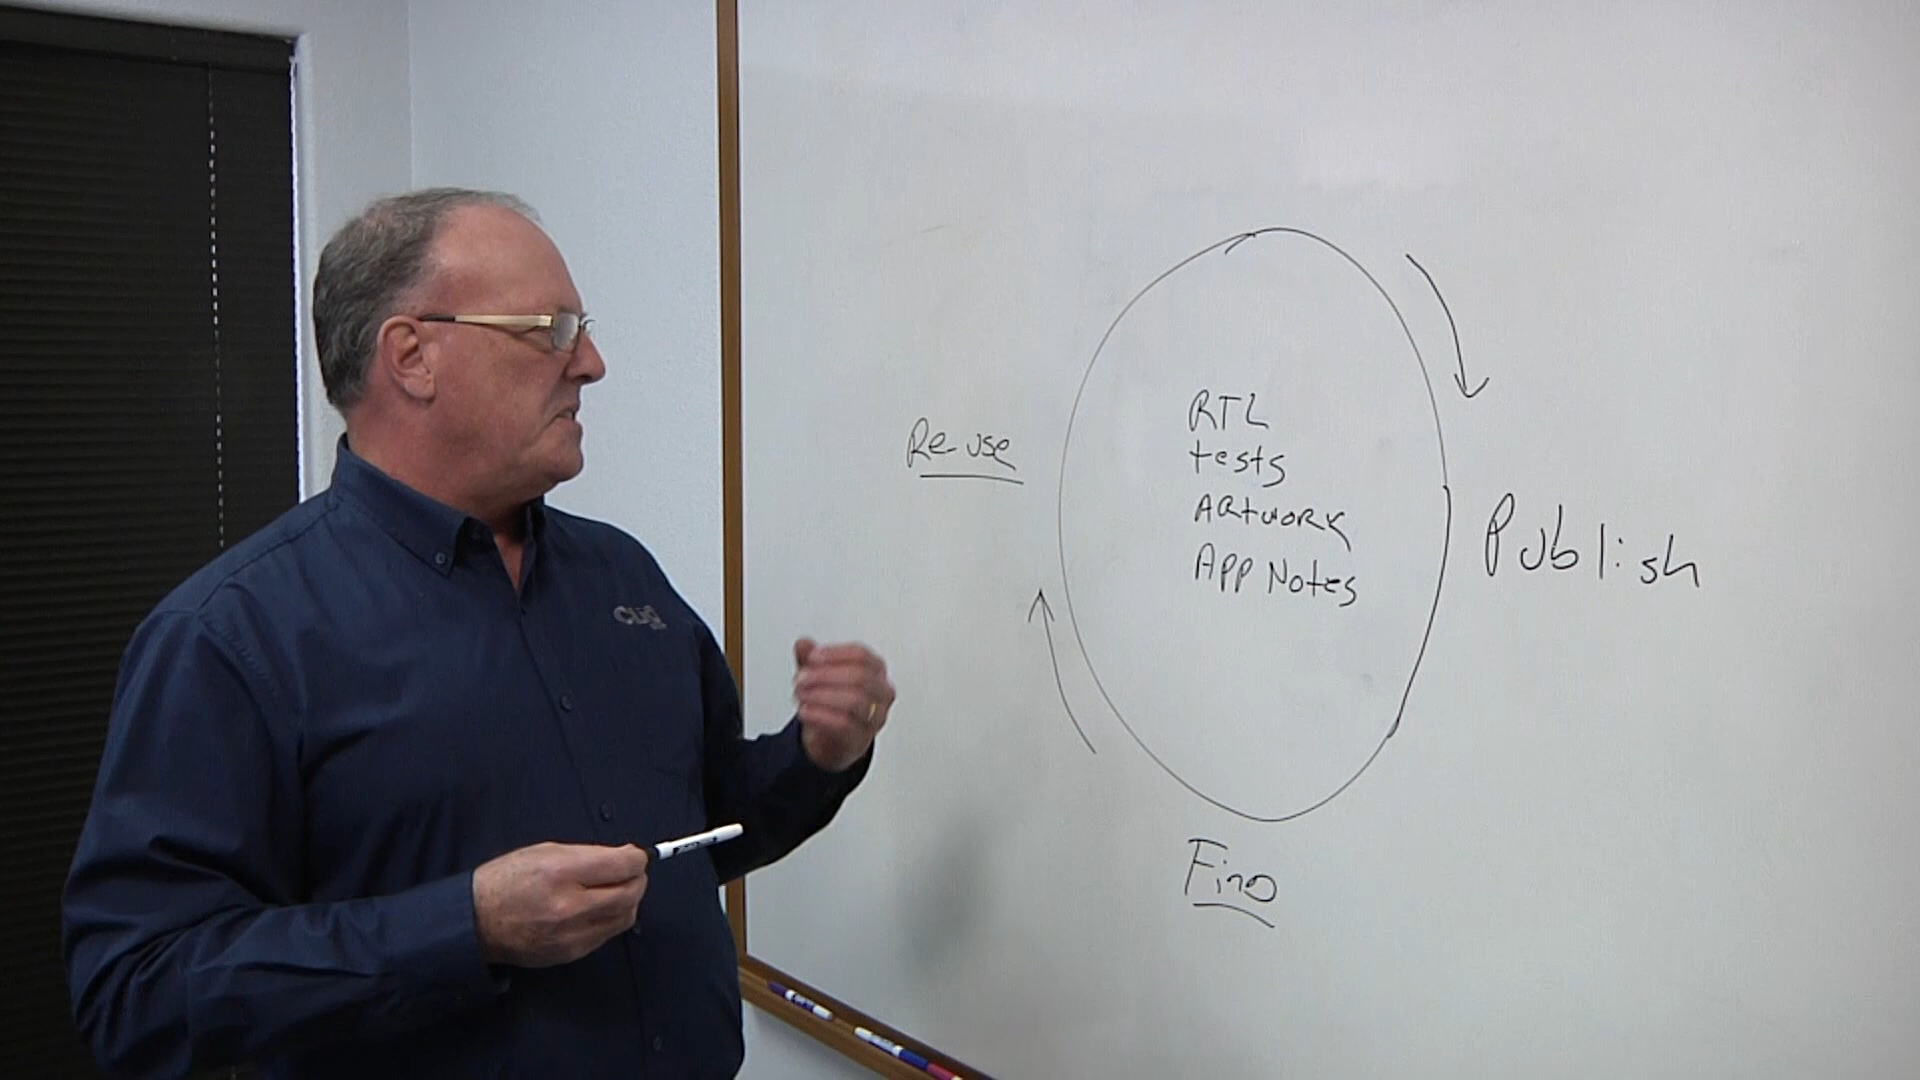 Re-use
RTL
tests
ARtwork
APP Notes
Publish
Find